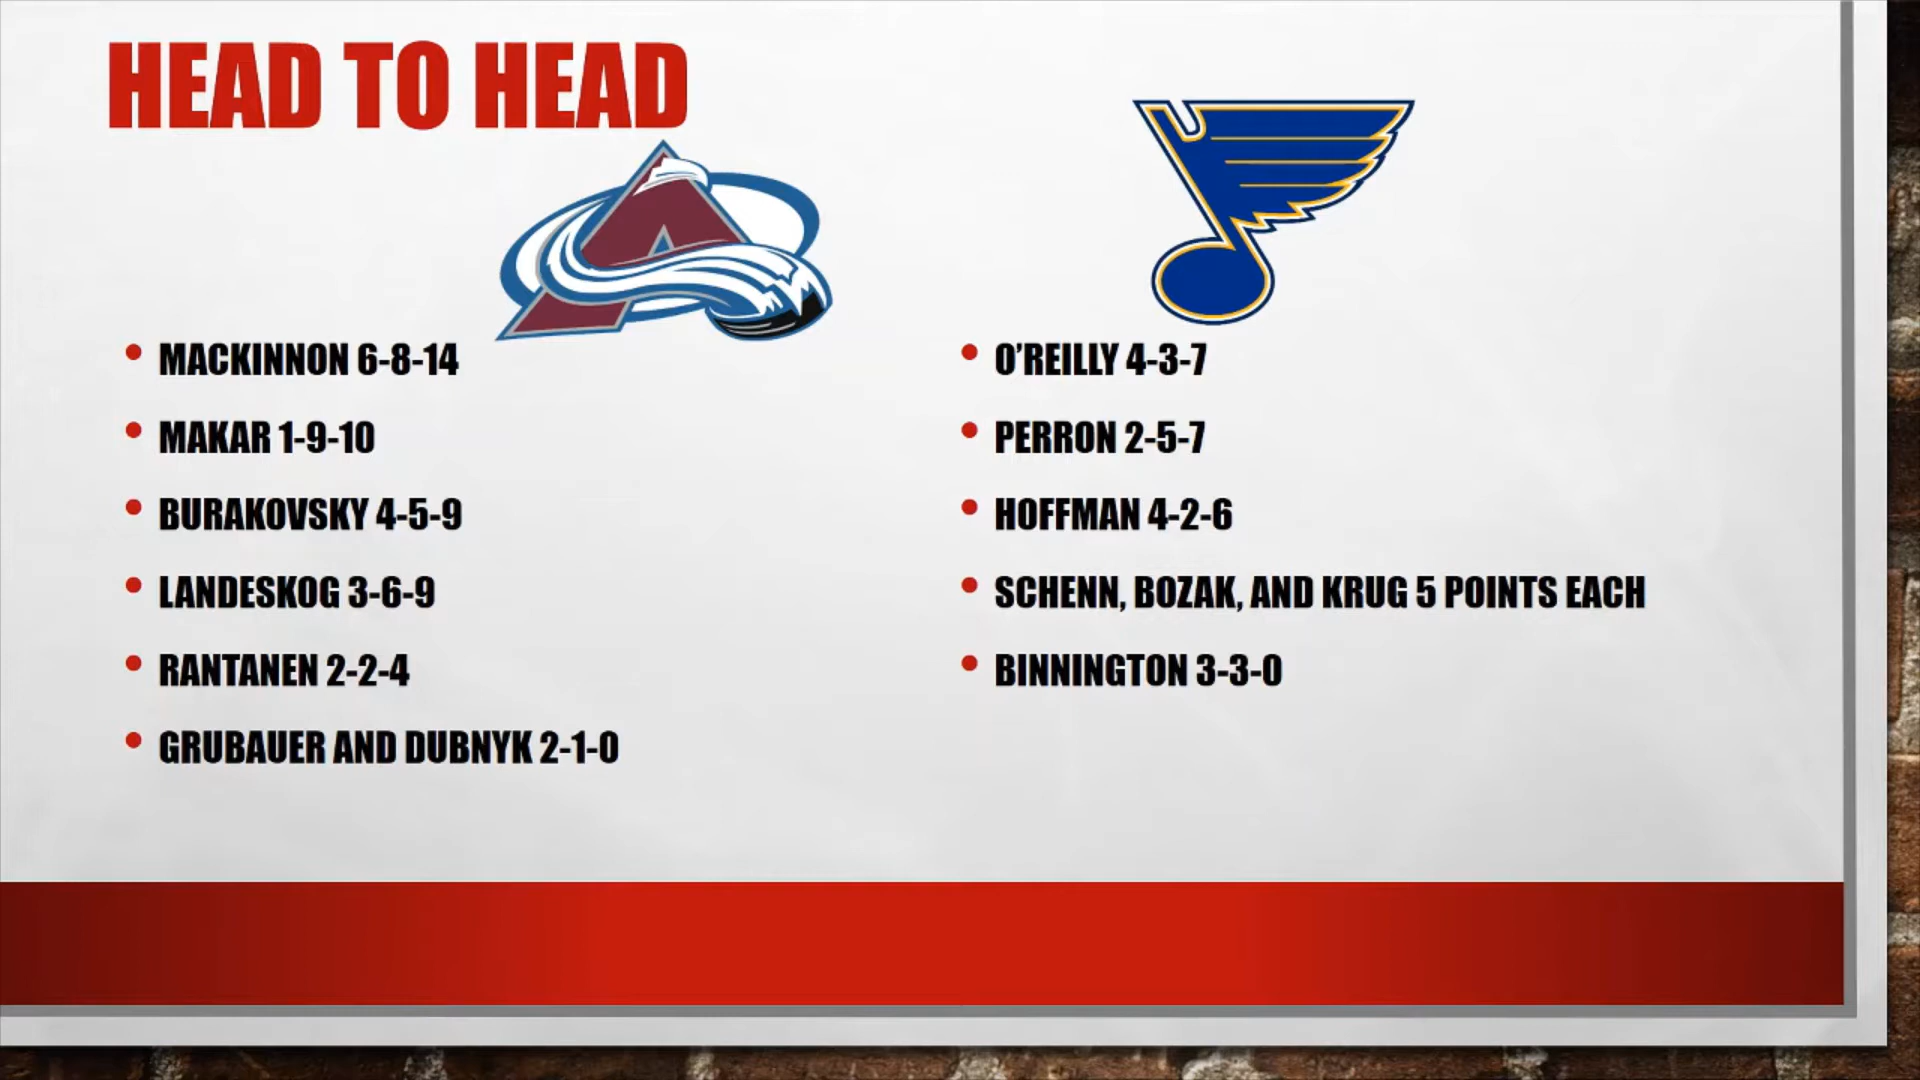 HEAD TO HEAD
MACKINNON 6-8-14
MAKAR 1-9-10
BURAKOVSKY 4-5-9
LANDESKOG 3-6-9
RANTANEN 2-2-4
GRUBAUER AND DUBNYK 2-1-0
O'REILLY 4-3-7
PERRON 2-5-7
HOFFMAN 4-2-6
SCHENN, BOZAK, AND KRUG 5 POINTS EACH
BINNINGTON 3-3-0